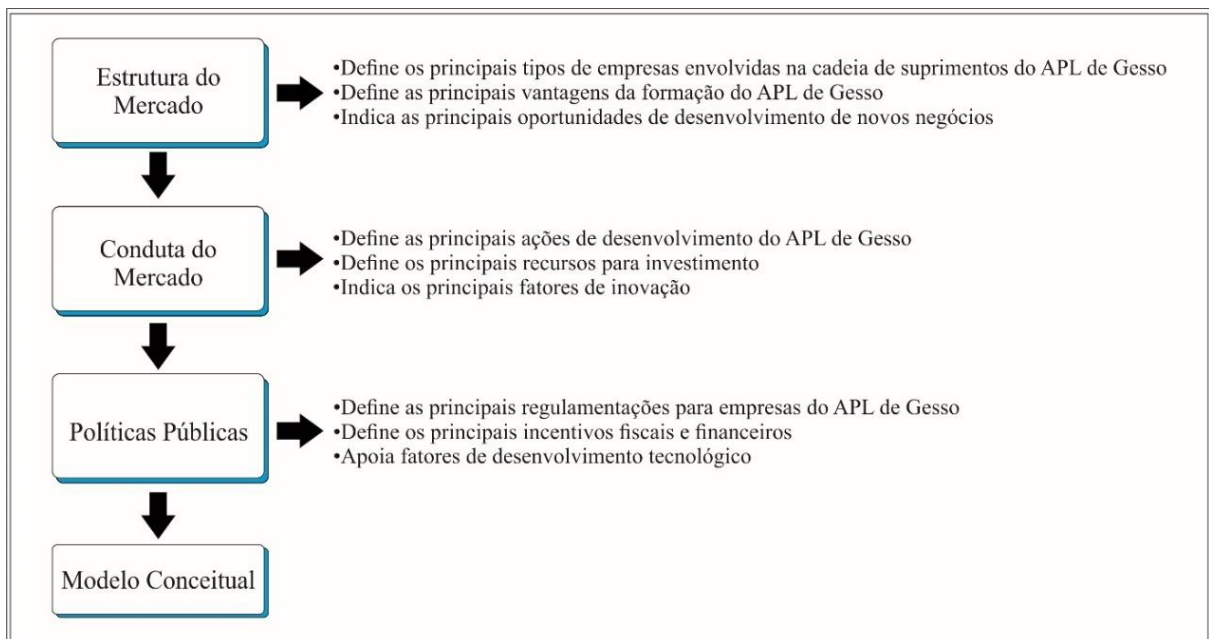 Estrutura do
Mercado
•Define os principais tipos de empresas envolvidas na cadeia de suprimentos do APL de Gesso
•Define as principais vantagens da formação do APL de Gesso
•Indica as principais oportunidades de desenvolvimento de novos negócios
Conduta do
Mercado
•Define as principais ações de desenvolvimento do APL de Gesso
•Define os principais recursos para investimento
•Indica os principais fatores de inovação
Políticas Públicas
•Define as principais regulamentações para empresas do APL de Gesso
•Define os principais incentivos fiscais e financeiros
•Apoia fatores de desenvolvimento tecnológico
Modelo Conceitual